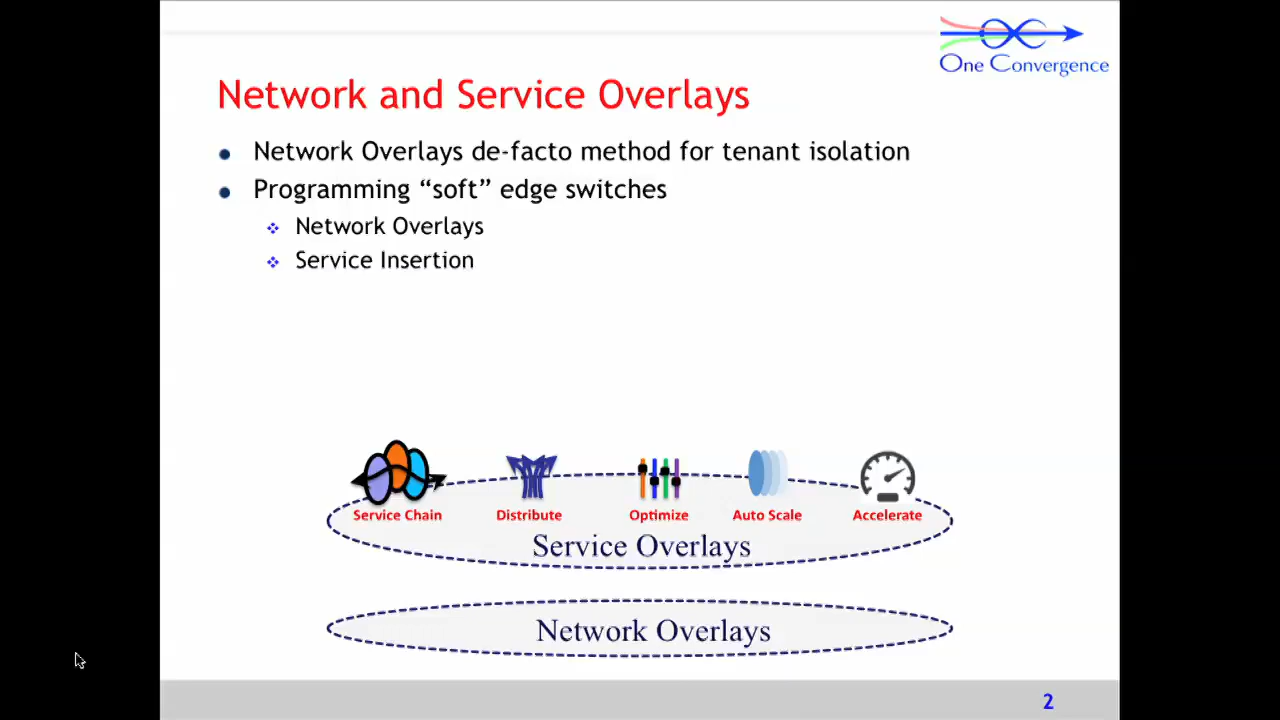 One Convergence
Network and Service Overlays
Network Overlays de-facto method for tenant isolation
Programming “soft” edge switches
Network Overlays
Service Insertion
Service Chain
Distribute
Optimize
Auto Scale
Accelerate
Service Overlays
Network Overlays
2